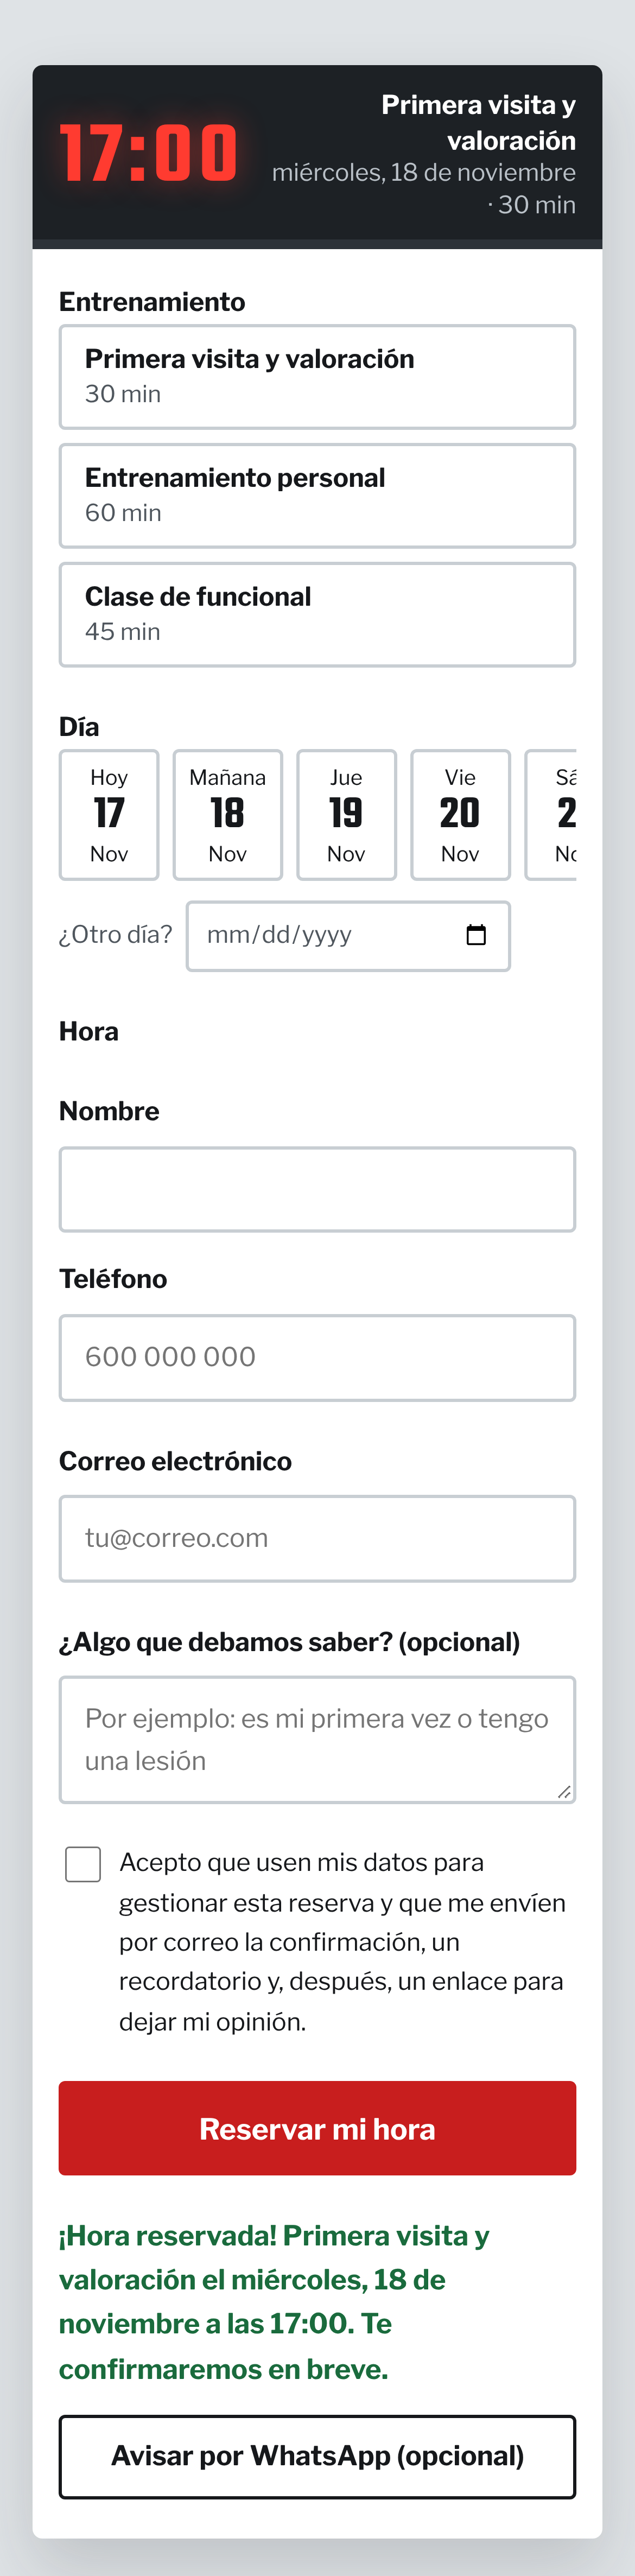 17:00
Primera visita y
valoración
miércoles, 18 de noviembre
· 30 min
Entrenamiento
Primera visita y valoración
30 min
Entrenamiento personal
60 min
Clase de funcional
45 min
Día
Hoy
17
Nov
Mañana
18
Nov
Jue
19
Nov
Vie
20
Nov
¿Otro día?
mm/dd/yyyy
Hora
Nombre
Teléfono
600 000 000
Correo electrónico
tu@correo.com
¿Algo que debamos saber? (opcional)
Por ejemplo: es mi primera vez o tengo
una lesión
Acepto que usen mis datos para
gestionar esta reserva y que me envíen
por correo la confirmación, un
recordatorio y, después, un enlace para
dejar mi opinión.
Reservar mi hora
¡Hora reservada! Primera visita y
valoración el miércoles, 18 de
noviembre a las 17:00. Te
confirmaremos en breve.
Avisar por WhatsApp (opcional)